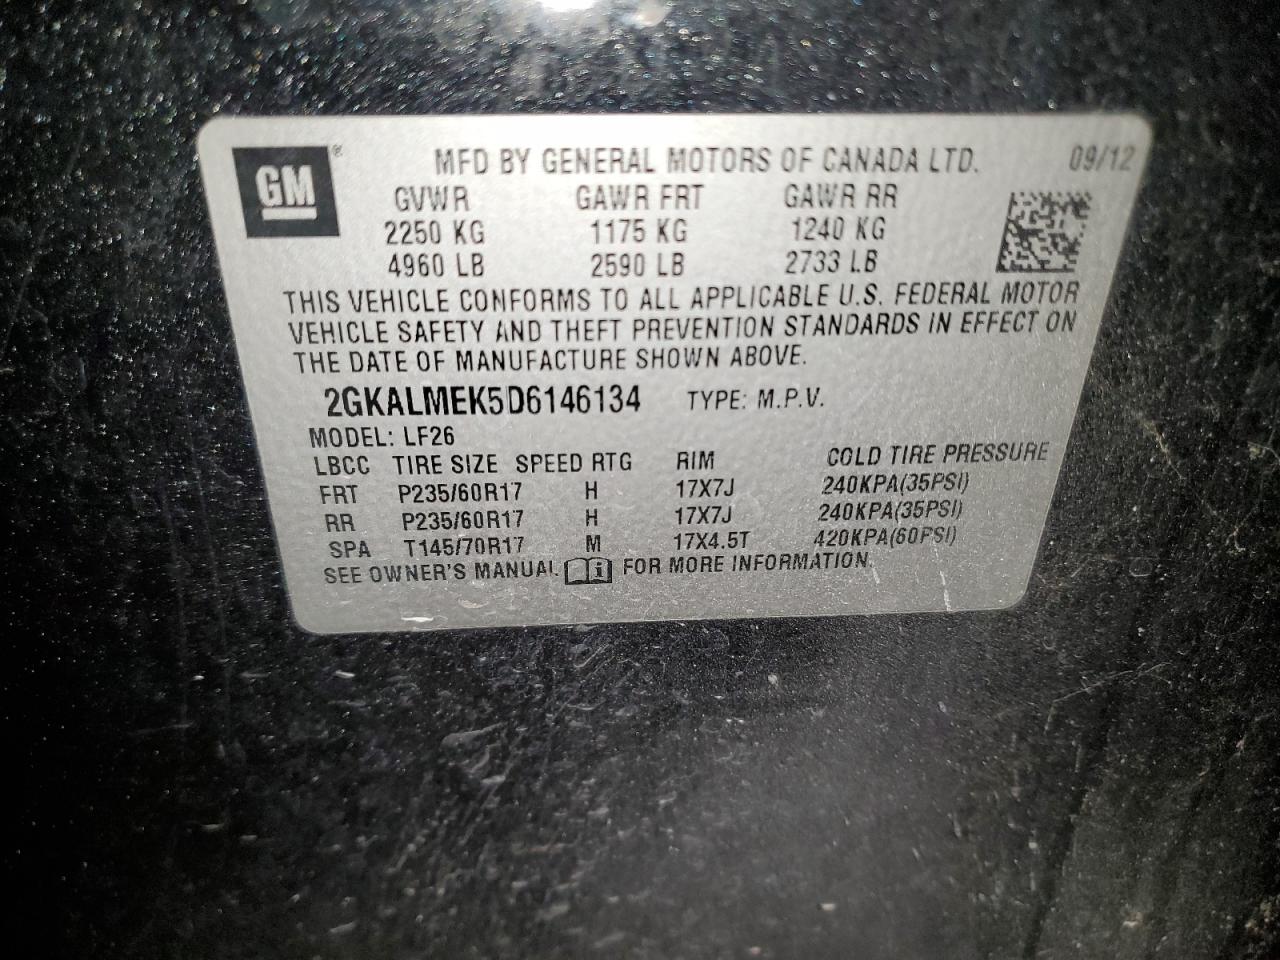 GM®
MFD BY GENERAL MOTORS OF CANADA LTD. 09/12
GVWR GAWR FRT GAWR RR
2250 KG 1175 KG 1240 KG
4960 LB 2590 LB 2733 LB
THIS VEHICLE CONFORMS TO ALL APPLICABLE U.S. FEDERAL MOTOR
VEHICLE SAFETY AND THEFT PREVENTION STANDARDS IN EFFECT ON
THE DATE OF MANUFACTURE SHOWN ABOVE.
2GKALMEK5D6146134 TYPE: M.P.V.
MODEL: LF26
LBCC TIRE SIZE SPEED RTG RIM COLD TIRE PRESSURE
FRT P235/60R17 H 17X7J 240KPA(35PSI)
RR P235/60R17 H 17X7J 240KPA(35PSI)
SPA T145/70R17 M 17X4.5T 420KPA(60PSI)
SEE OWNER'S MANUAL FOR MORE INFORMATION.